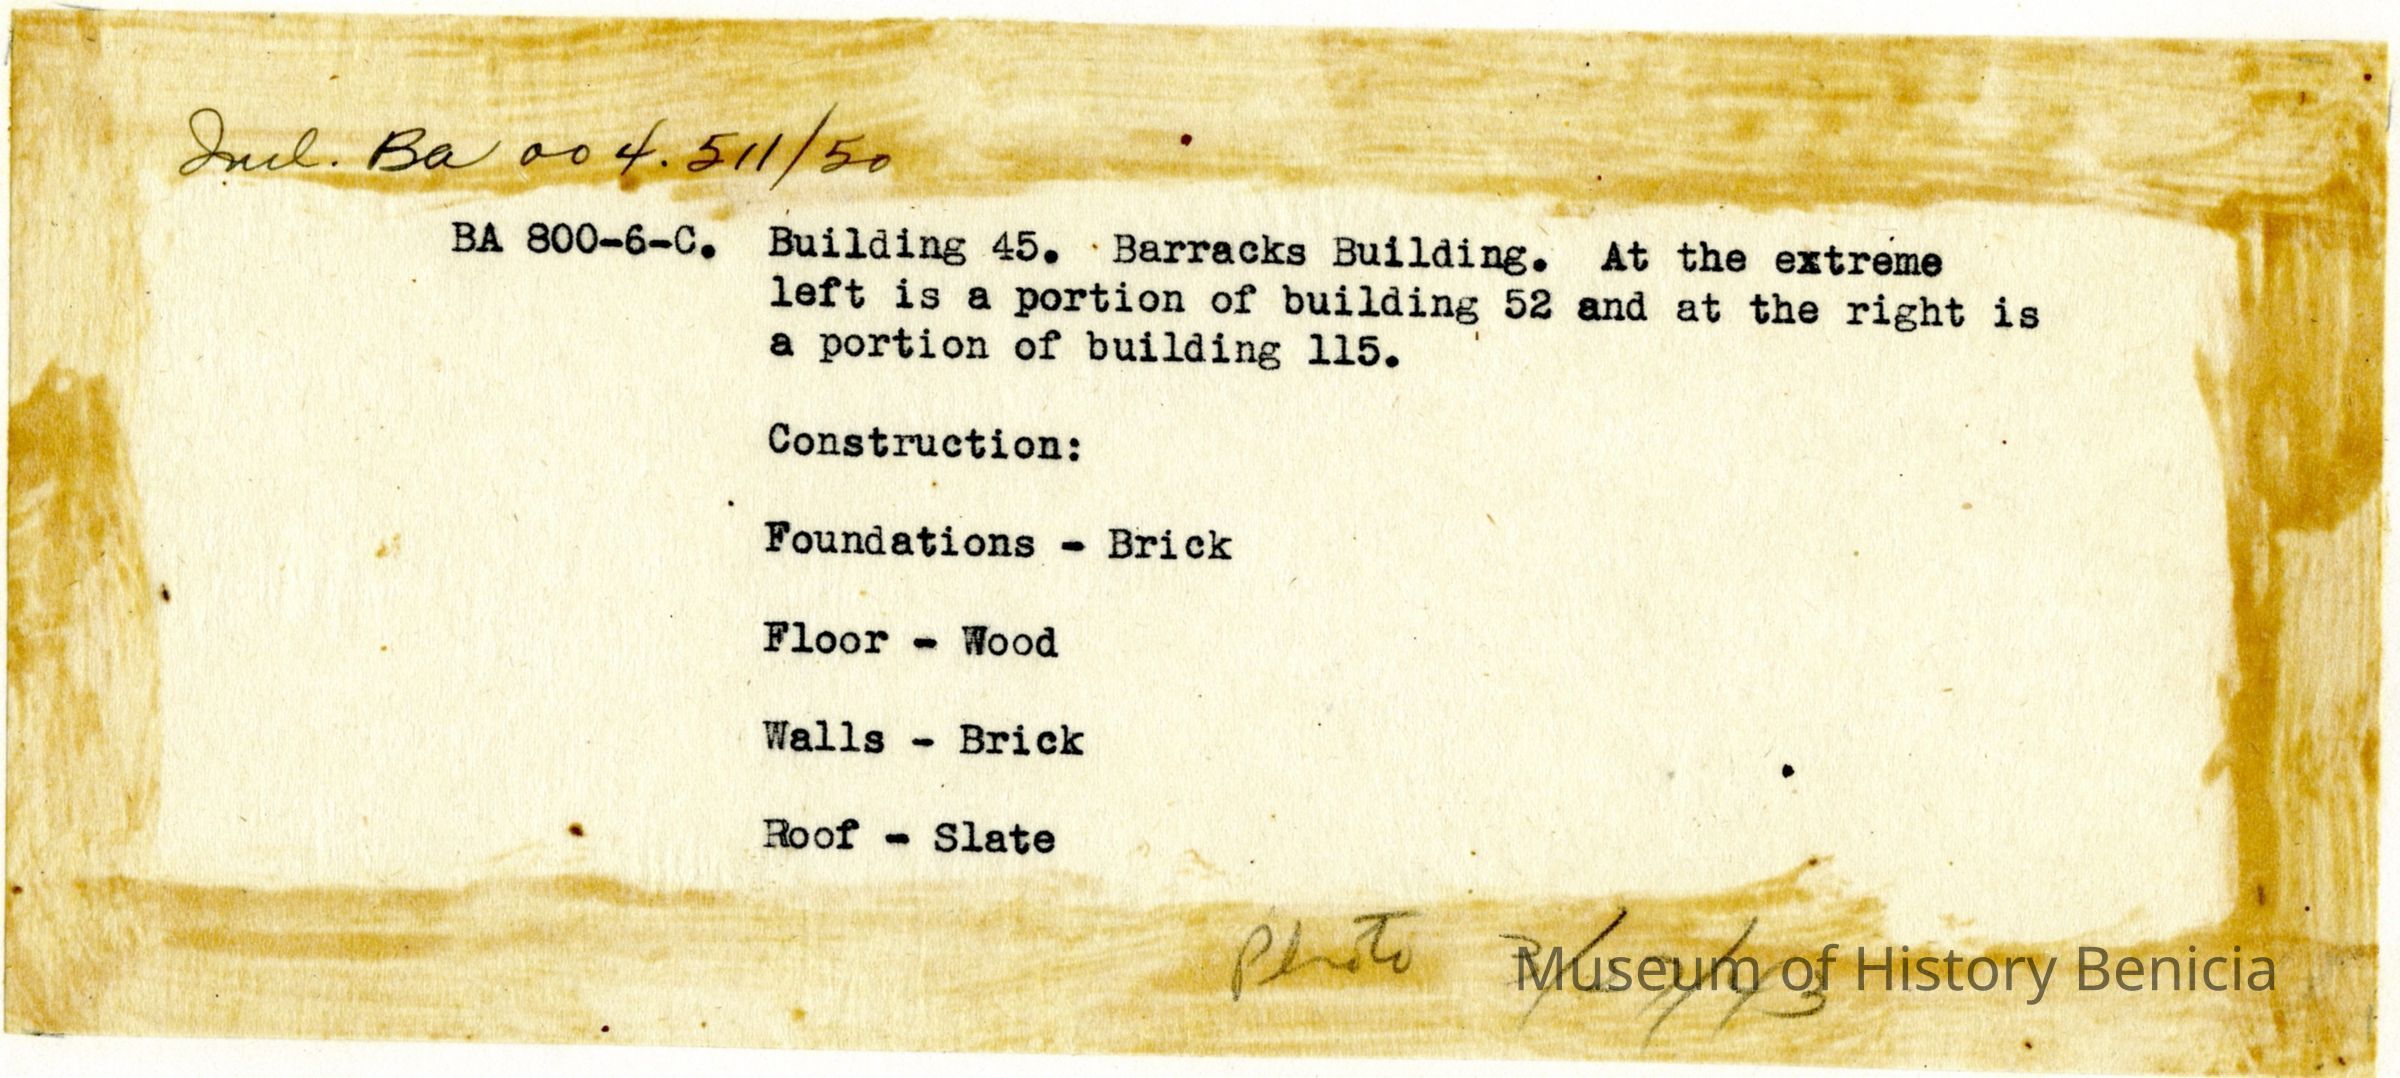 Incl. Ba 004.511/50
BA 800-6-C. Building 45. Barracks Building. At the extreme
left is a portion of building 52 and at the right is
a portion of building 115.
Construction:
Foundations - Brick
Floor - Wood
Walls - Brick
Roof - Slate
Photo
Museum of History Benicia